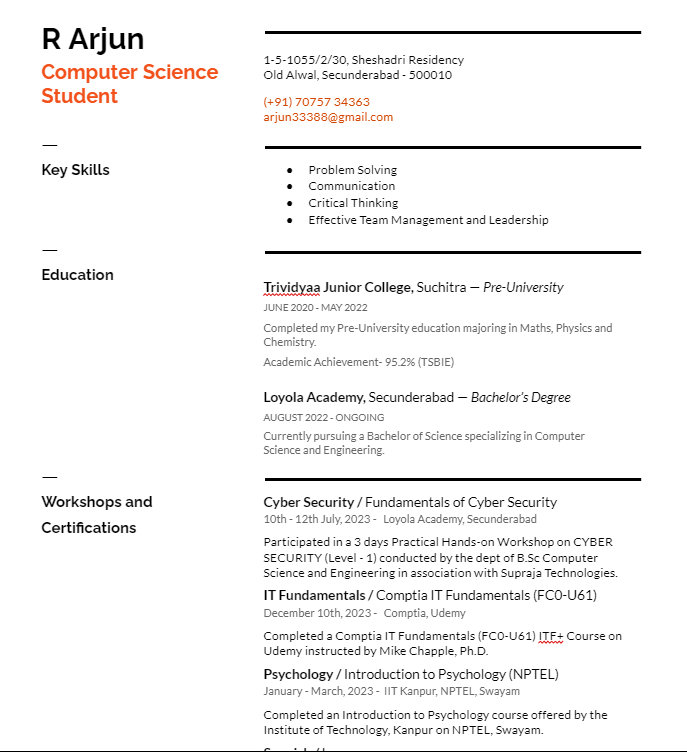 R Arjun
Computer Science
Student
1-5-1055/2/30, Sheshadri Residency
Old Alwal, Secunderabad - 500010
(+91) 70757 34363
arjun33388@gmail.com
Key Skills
● Problem Solving
● Communication
● Critical Thinking
● Effective Team Management and Leadership
Education
Trividyaa Junior College, Suchitra — Pre-University
JUNE 2020 - MAY 2022
Completed my Pre-University education majoring in Maths, Physics and
Chemistry.
Academic Achievement- 95.2% (TSBIE)
Loyola Academy, Secunderabad — Bachelor's Degree
AUGUST 2022 - ONGOING
Currently pursuing a Bachelor of Science specializing in Computer
Science and Engineering.
Workshops and
Certifications
Cyber Security / Fundamentals of Cyber Security
10th - 12th July, 2023 - Loyola Academy, Secunderabad
Participated in a 3 days Practical Hands-on Workshop on CYBER
SECURITY (Level - 1) conducted by the dept of B.Sc Computer
Science and Engineering in association with Supraja Technologies.
IT Fundamentals / Comptia IT Fundamentals (FC0-U61)
December 10th, 2023 - Comptia, Udemy
Completed a Comptia IT Fundamentals (FC0-U61) ITF+ Course on
Udemy instructed by Mike Chapple, Ph.D.
Psychology / Introduction to Psychology (NPTEL)
January - March, 2023 - IIT Kanpur, NPTEL, Swayam
Completed an Introduction to Psychology course offered by the
Institute of Technology, Kanpur on NPTEL, Swayam.